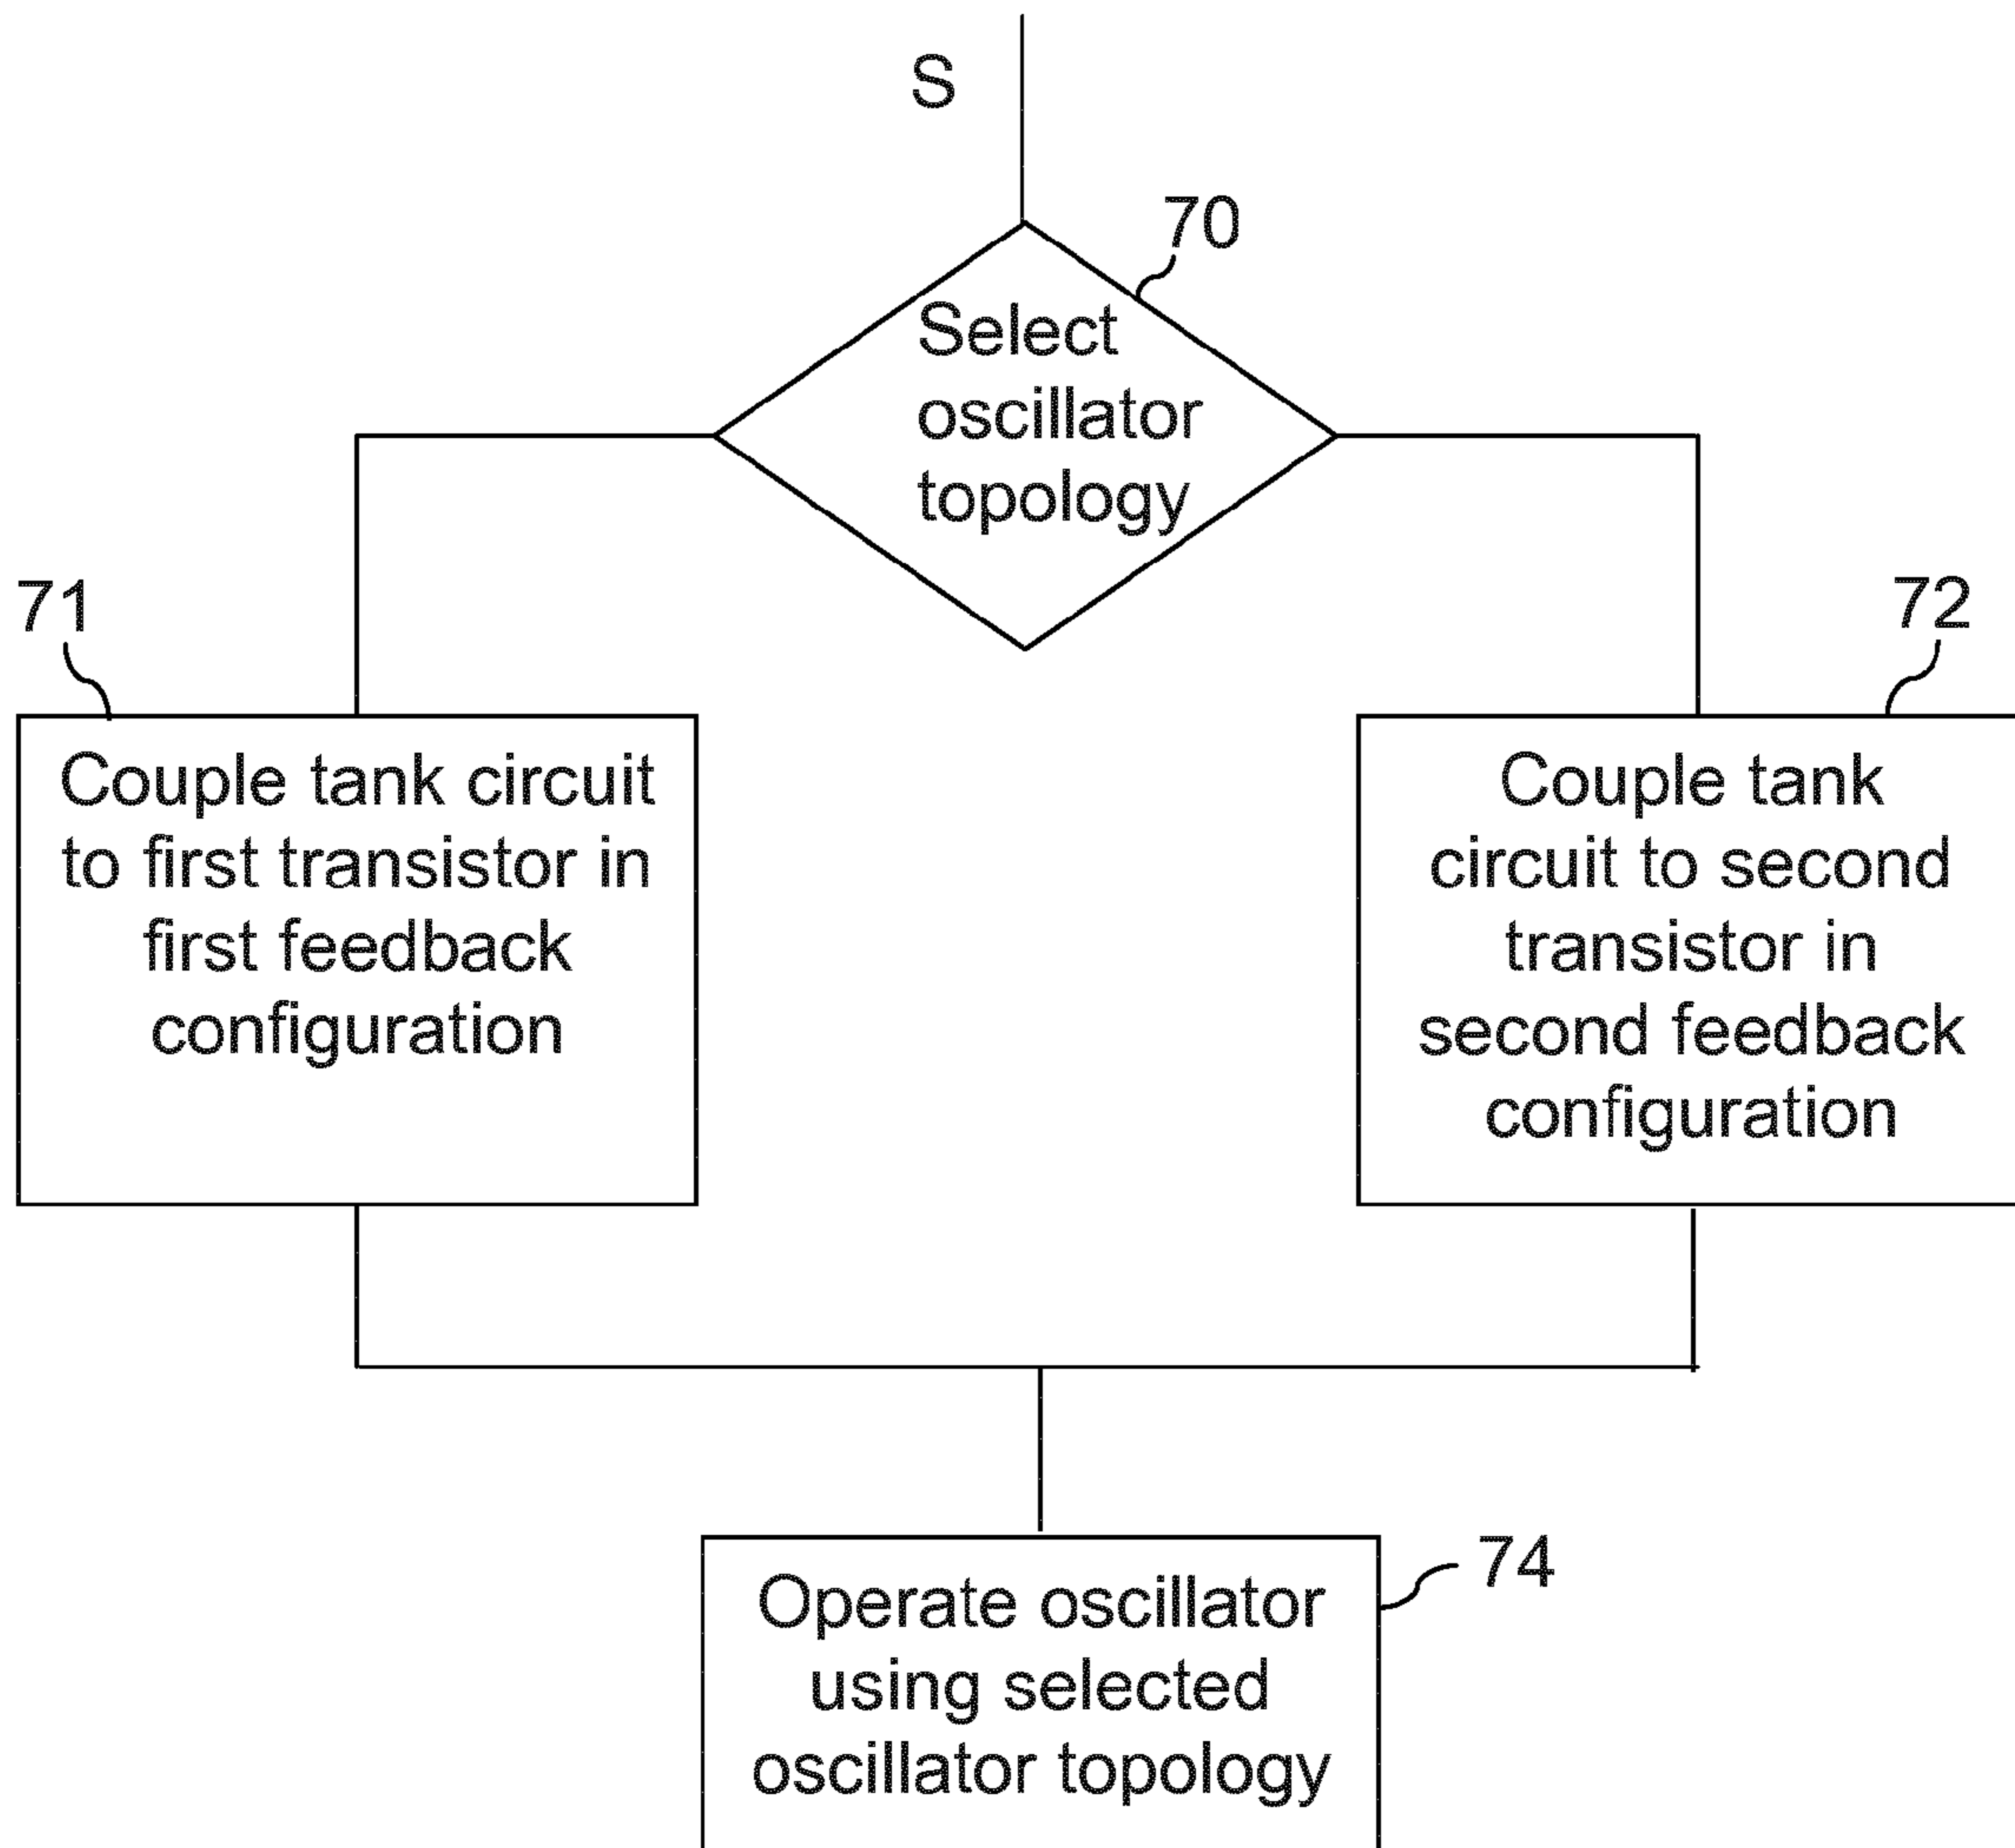 S
70
Select
oscillator
topology
71
72
Couple tank circuit
to first transistor in
first feedback
configuration
Couple tank
circuit to second
transistor in
second feedback
configuration
74
Operate oscillator
using selected
oscillator topology